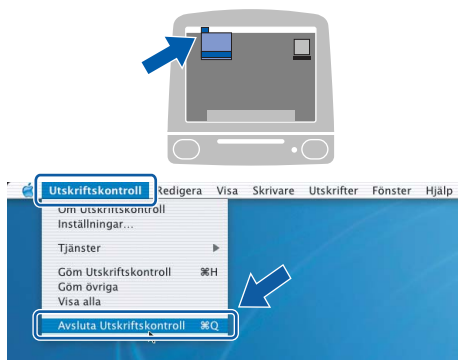 Utskriftskontroll Redigera Visa Skrivare Utskrifter Fönster Hjälp
Om Utskriftskontroll
Inställningar...
Tjänster
Göm Utskriftskontroll ⌘H
Göm övriga
Visa alla
Avsluta Utskriftskontroll ⌘Q